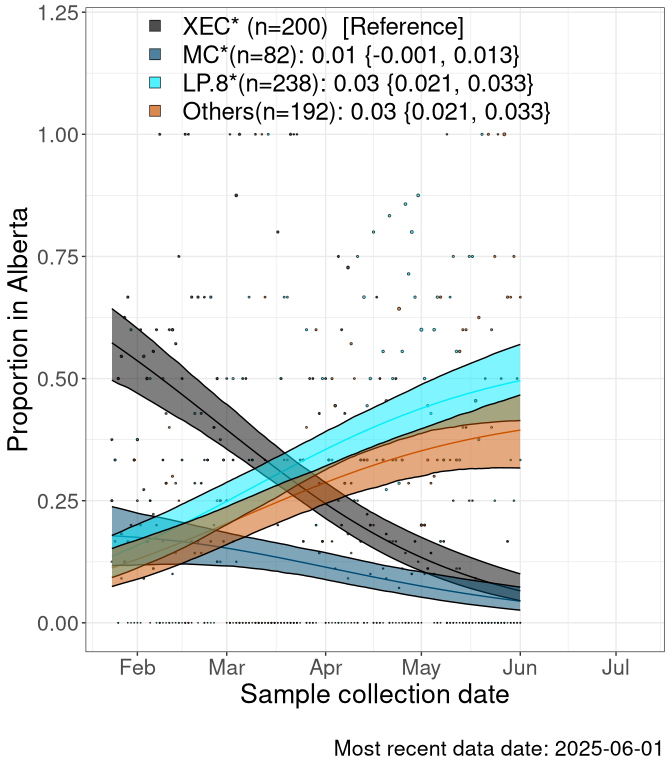 XEC* (n=200)  [Reference]
MC*(n=82): 0.01 {-0.001, 0.013}
LP.8*(n=238): 0.03 {0.021, 0.033}
Others(n=192): 0.03 {0.021, 0.033}
1.25
1.00
0.75
0.50
0.25
0.00
Proportion in Alberta
Feb Mar Apr May Jun Jul
Sample collection date
Most recent data date: 2025-06-01